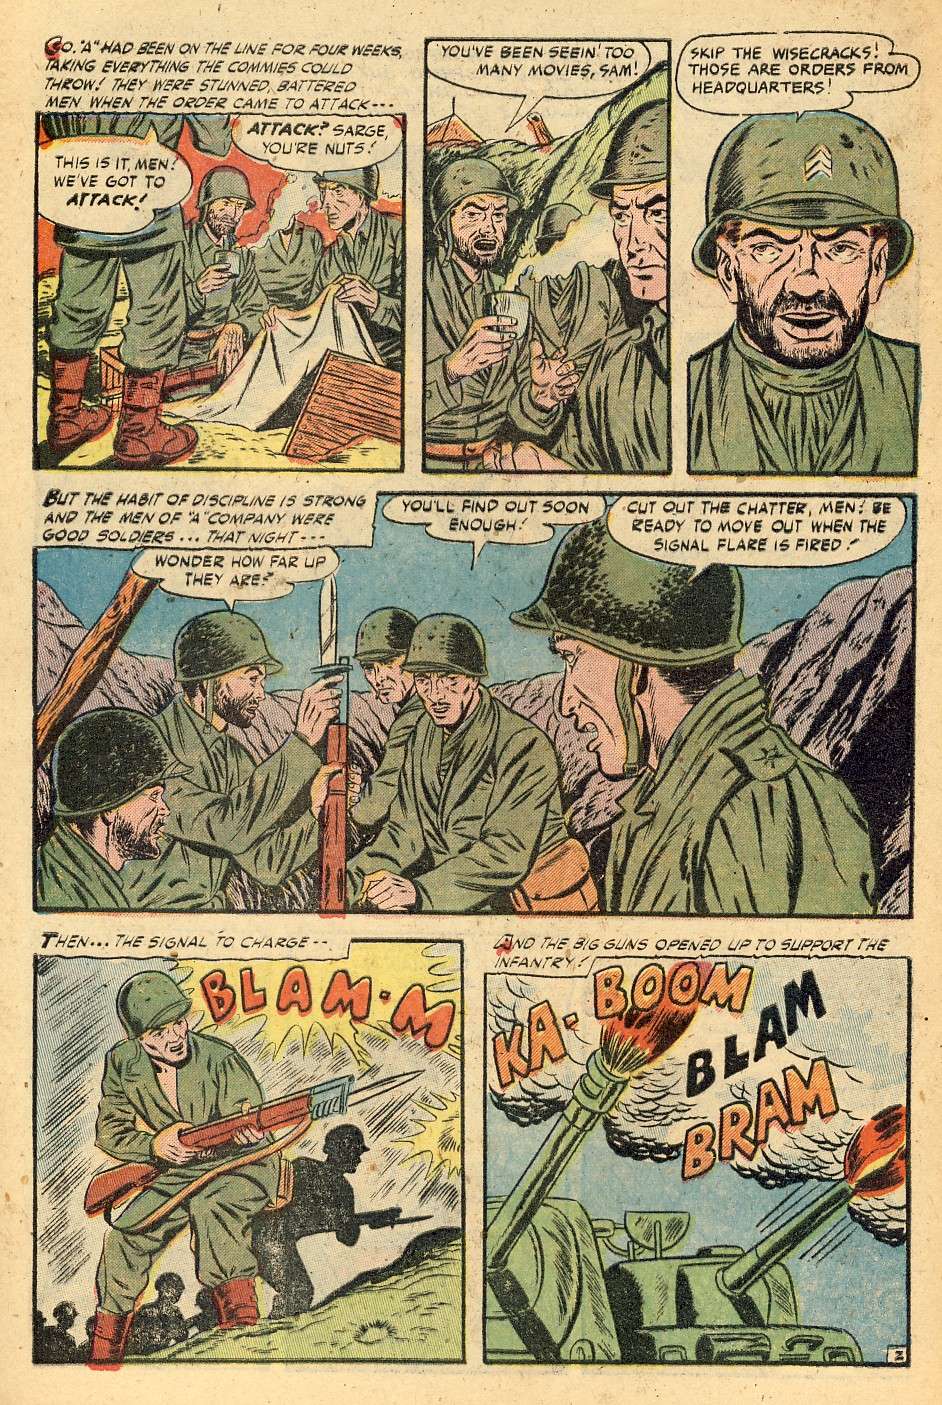 CO. "A" HAD BEEN ON THE LINE FOR FOUR WEEKS,
TAKING EVERYTHING THE COMMIES COULD
THROW! THEY WERE STUNNED, BATTERED
MEN WHEN THE ORDER CAME TO ATTACK---
THIS IS IT, MEN!
WE'VE GOT TO
ATTACK!
ATTACK? SARGE,
YOU'RE NUTS!
YOU'VE BEEN SEEIN' TOO
MANY MOVIES, SAM!
SKIP THE WISECRACKS!
THOSE ARE ORDERS FROM
HEADQUARTERS!
BUT THE HABIT OF DISCIPLINE IS STRONG
AND THE MEN OF "A" COMPANY WERE
GOOD SOLDIERS... THAT NIGHT---
WONDER HOW FAR UP
THEY ARE?
YOU'LL FIND OUT SOON
ENOUGH!
CUT OUT THE CHATTER, MEN! BE
READY TO MOVE OUT WHEN THE
SIGNAL FLARE IS FIRED!
THEN... THE SIGNAL TO CHARGE--
BLAM-M
AND THE BIG GUNS OPENED UP TO SUPPORT THE
INFANTRY!
KA-BOOM
BLAM
BRAM
2